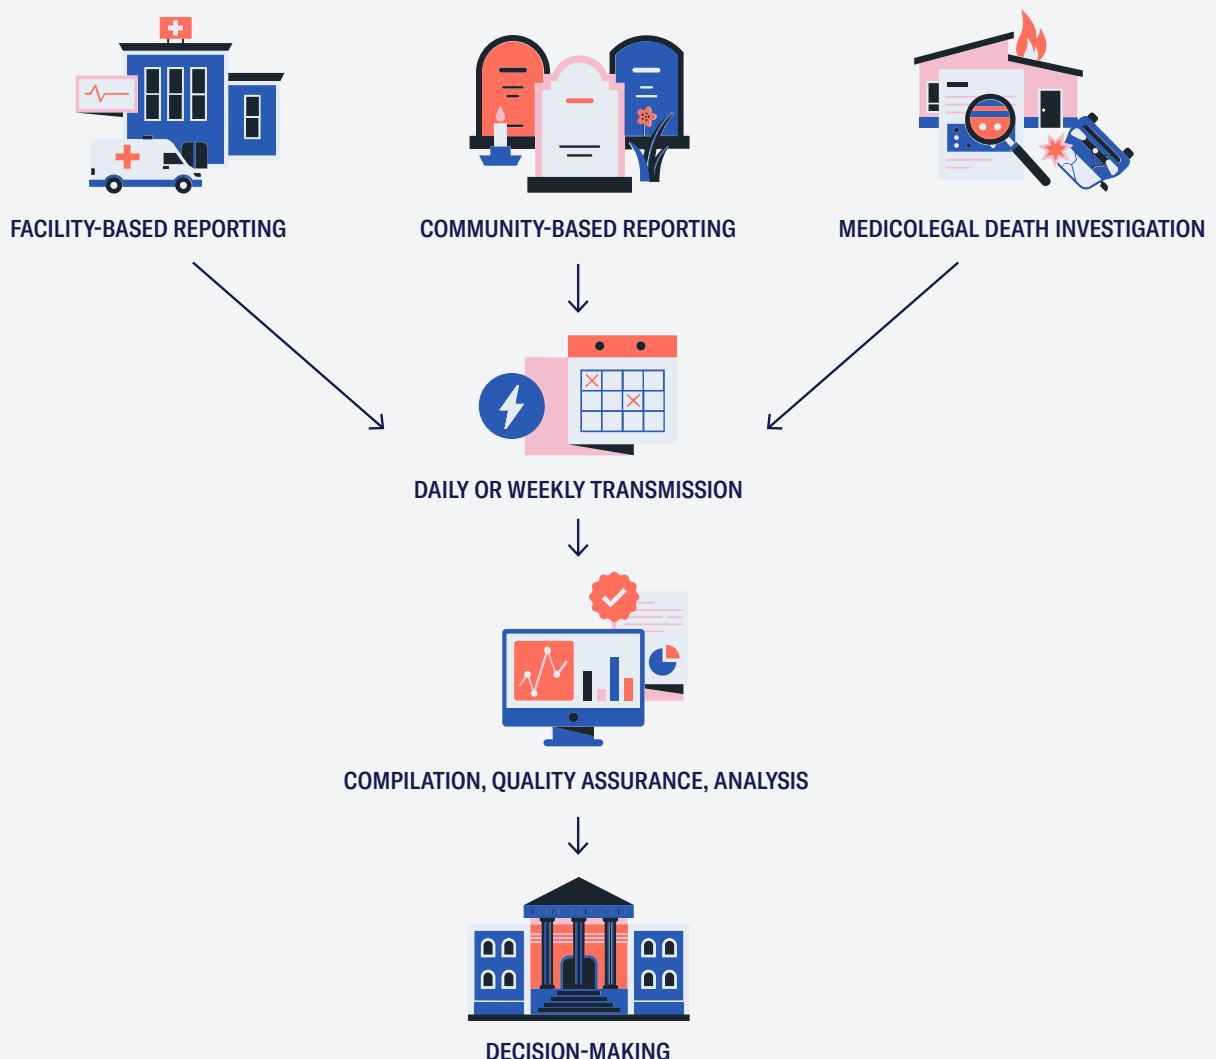 FACILITY-BASED REPORTING
COMMUNITY-BASED REPORTING
MEDICOLEGAL DEATH INVESTIGATION
DAILY OR WEEKLY TRANSMISSION
COMPILATION, QUALITY ASSURANCE, ANALYSIS
DECISION-MAKING